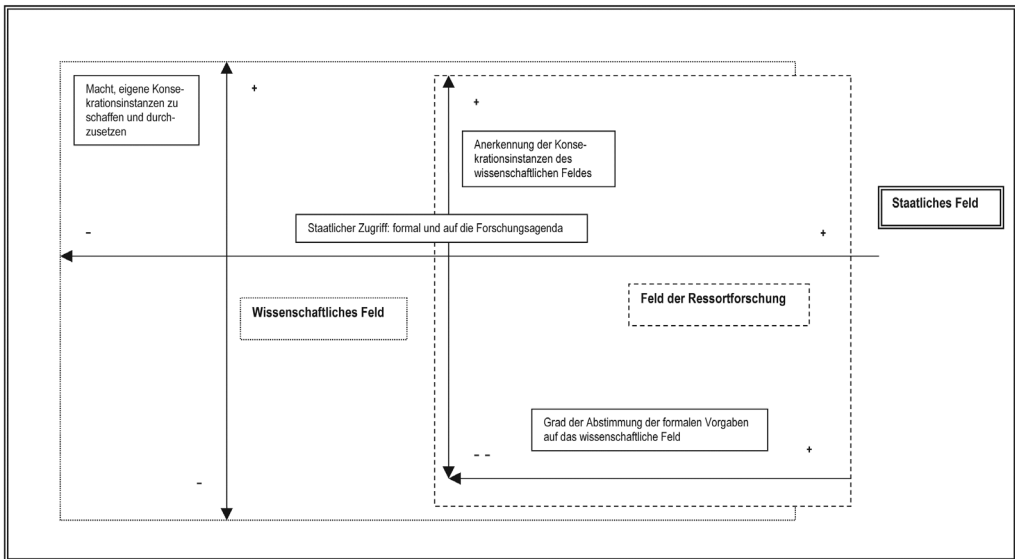 Macht, eigene Konse-
krationsinstanzen zu
schaffen und durch-
zusetzen
+
+
Anerkennung der Konse-
krationsinstanzen des
wissenschaftlichen Feldes
Staatliches Feld
Staatlicher Zugriff: formal und auf die Forschungsagenda
–
+
Feld der Ressortforschung
Wissenschaftliches Feld
Grad der Abstimmung der formalen Vorgaben
auf das wissenschaftliche Feld
– –
+
–